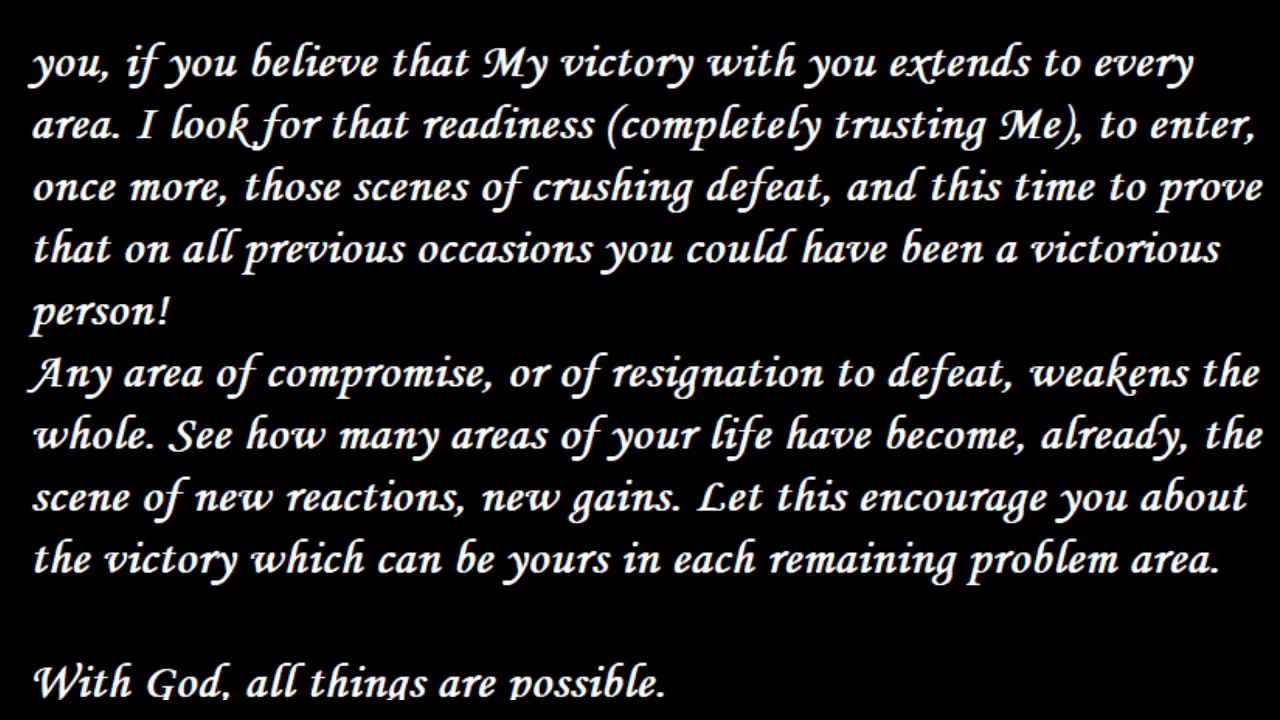 you, if you believe that My victory with you extends to every
area. I look for that readiness (completely trusting Me), to enter,
once more, those scenes of crushing defeat, and this time to prove
that on all previous occasions you could have been a victorious
person!
Any area of compromise, or of resignation to defeat, weakens the
whole. See how many areas of your life have become, already, the
scene of new reactions, new gains. Let this encourage you about
the victory which can be yours in each remaining problem area.
With God, all things are possible.